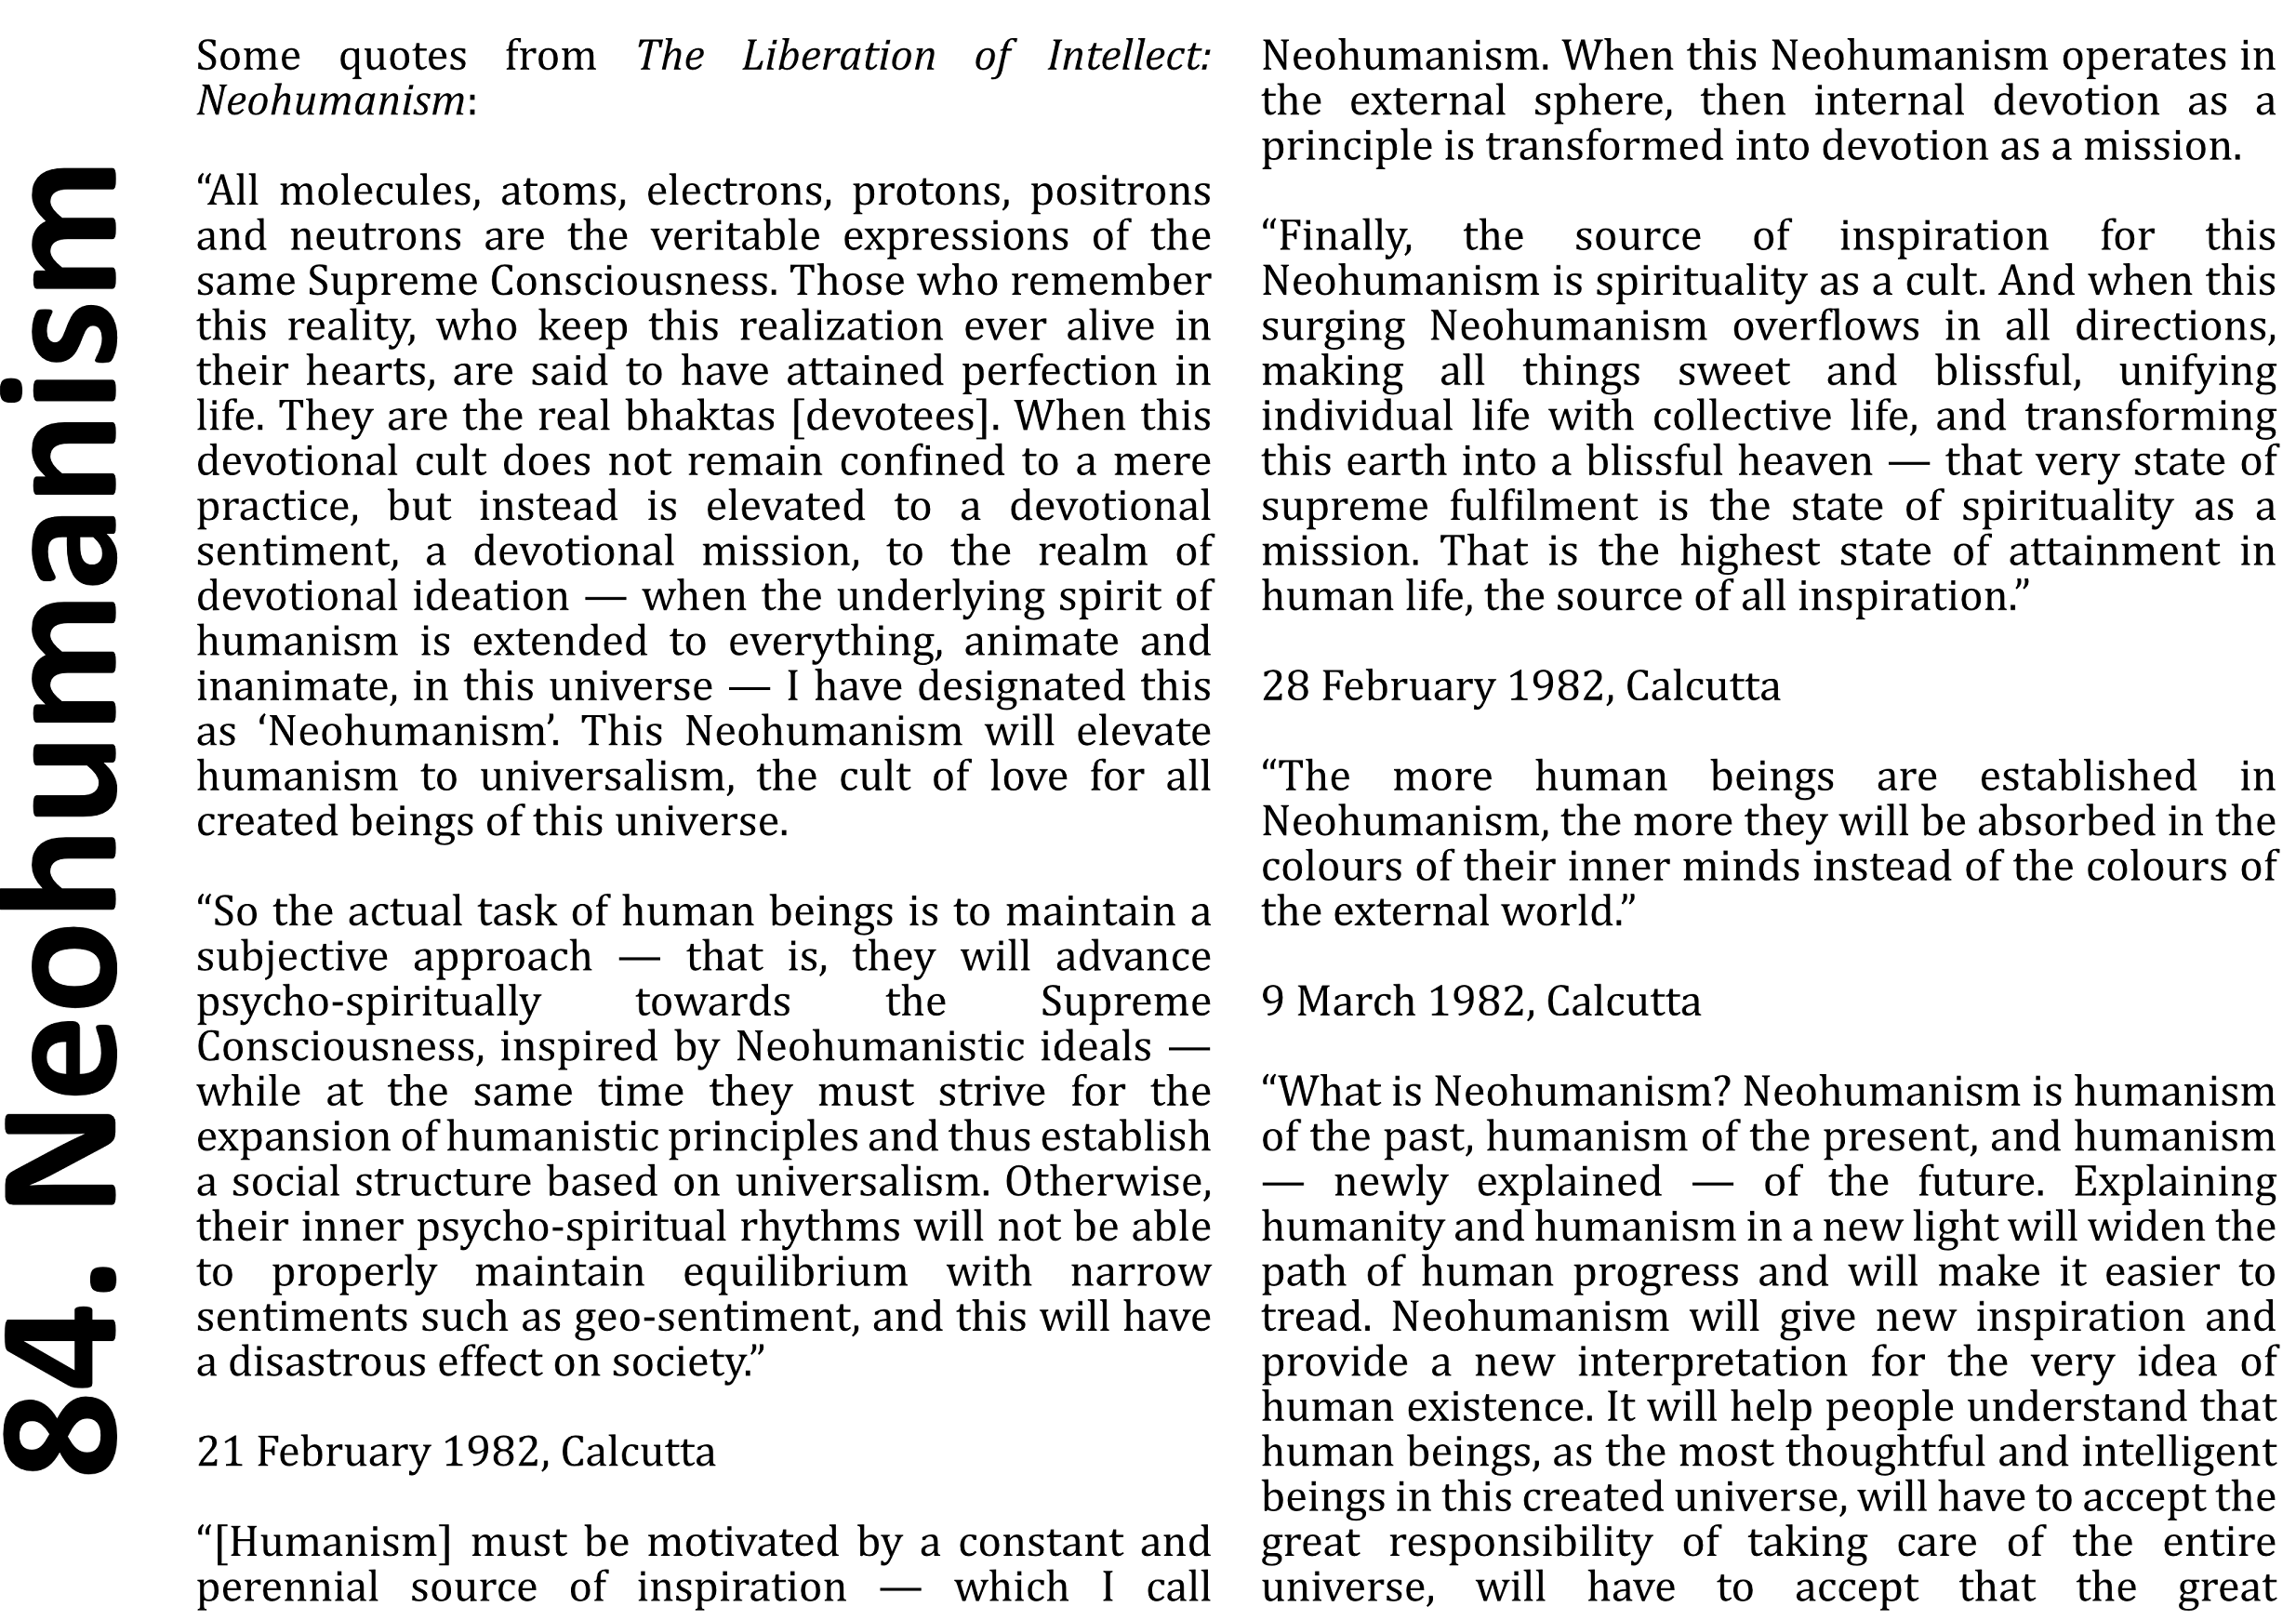 84. Neohumanism
Some quotes from The Liberation of Intellect:
Neohumanism:
“All molecules, atoms, electrons, protons, positrons
and neutrons are the veritable expressions of the
same Supreme Consciousness. Those who remember
this reality, who keep this realization ever alive in
their hearts, are said to have attained perfection in
life. They are the real bhaktas [devotees]. When this
devotional cult does not remain confined to a mere
practice, but instead is elevated to a devotional
sentiment, a devotional mission, to the realm of
devotional ideation — when the underlying spirit of
humanism is extended to everything, animate and
inanimate, in this universe — I have designated this
as ‘Neohumanism’. This Neohumanism will elevate
humanism to universalism, the cult of love for all
created beings of this universe.
“So the actual task of human beings is to maintain a
subjective approach — that is, they will advance
psycho-spiritually towards the Supreme
Consciousness, inspired by Neohumanistic ideals —
while at the same time they must strive for the
expansion of humanistic principles and thus establish
a social structure based on universalism. Otherwise,
their inner psycho-spiritual rhythms will not be able
to properly maintain equilibrium with narrow
sentiments such as geo-sentiment, and this will have
a disastrous effect on society.”
21 February 1982, Calcutta
“[Humanism] must be motivated by a constant and
perennial source of inspiration — which I call
Neohumanism. When this Neohumanism operates in
the external sphere, then internal devotion as a
principle is transformed into devotion as a mission.
“Finally, the source of inspiration for this
Neohumanism is spirituality as a cult. And when this
surging Neohumanism overflows in all directions,
making all things sweet and blissful, unifying
individual life with collective life, and transforming
this earth into a blissful heaven — that very state of
supreme fulfilment is the state of spirituality as a
mission. That is the highest state of attainment in
human life, the source of all inspiration.”
28 February 1982, Calcutta
“The more human beings are established in
Neohumanism, the more they will be absorbed in the
colours of their inner minds instead of the colours of
the external world.”
9 March 1982, Calcutta
“What is Neohumanism? Neohumanism is humanism
of the past, humanism of the present, and humanism
— newly explained — of the future. Explaining
humanity and humanism in a new light will widen the
path of human progress and will make it easier to
tread. Neohumanism will give new inspiration and
provide a new interpretation for the very idea of
human existence. It will help people understand that
human beings, as the most thoughtful and intelligent
beings in this created universe, will have to accept the
great responsibility of taking care of the entire
universe, will have to accept that the great